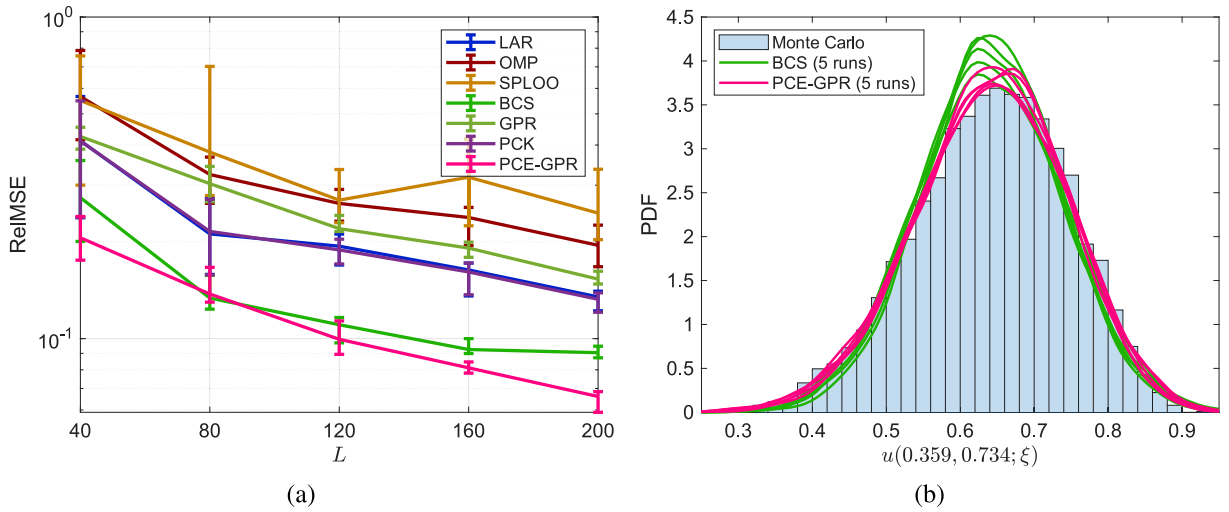 10^0
10^-1
RelMSE
40
80
120
160
200
L
LAR
OMP
SPLOO
BCS
GPR
PCK
PCE-GPR
(a)
4.5
4
3.5
3
2.5
2
1.5
1
0.5
0
PDF
0.3
0.4
0.5
0.6
0.7
0.8
0.9
u(0.359, 0.734; ξ)
Monte Carlo
BCS (5 runs)
PCE-GPR (5 runs)
(b)